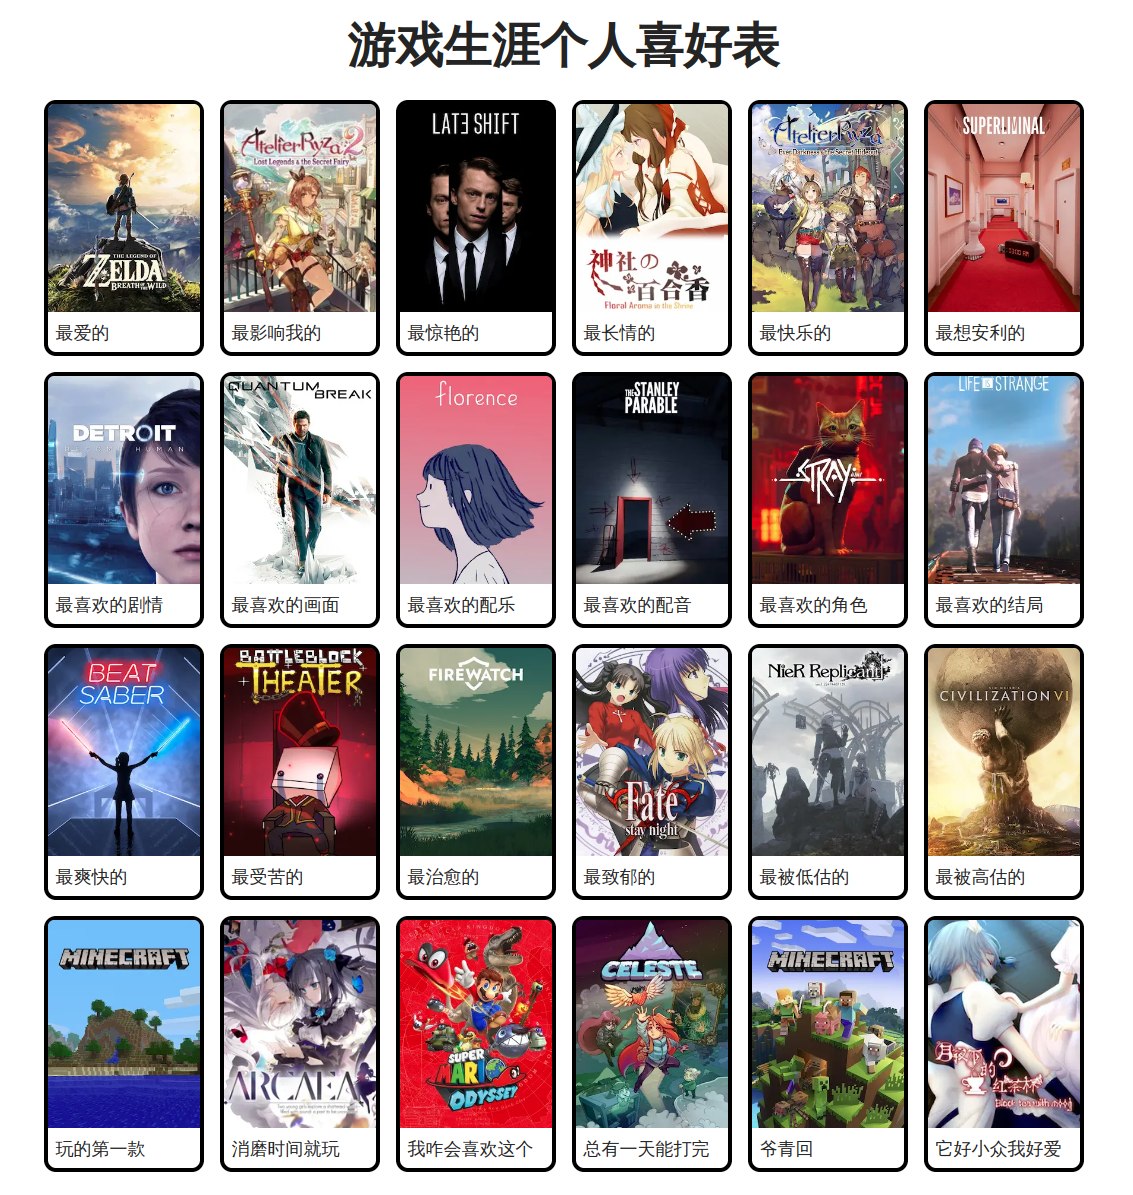 游戏生涯个人喜好表
THE LEGEND OF
ZELDA
BREATH OF THE WILD
最爱的
Atelier Ryza 2
Lost Legends & the Secret Fairy
最影响我的
LATE SHIFT
最惊艳的
神社の
百合香
Floral Aroma in the Shrine
最长情的
Atelier Ryza
Ever Darkness & the Secret Hideout
最快乐的
SUPERLIMINAL
最想安利的
DETROIT
BECOME HUMAN
最喜欢的剧情
QUANTUM
BREAK
最喜欢的画面
florence
最喜欢的配乐
THE STANLEY
PARABLE
最喜欢的配音
STRAY
最喜欢的角色
LIFE IS STRANGE
最喜欢的结局
BEAT
SABER
最爽快的
BATTLEBLOCK
THEATER
最受苦的
FIREWATCH
最治愈的
Fate
stay night
最致郁的
NieR Replicant
最被低估的
CIVILIZATION VI
最被高估的
MINECRAFT
玩的第一款
ARCAEA
消磨时间就玩
SUPER
MARIO
ODYSSEY
我咋会喜欢这个
CELESTE
总有一天能打完
MINECRAFT
爷青回
月夜下
的
红茶杯
Black tea with moon
它好小众我好爱